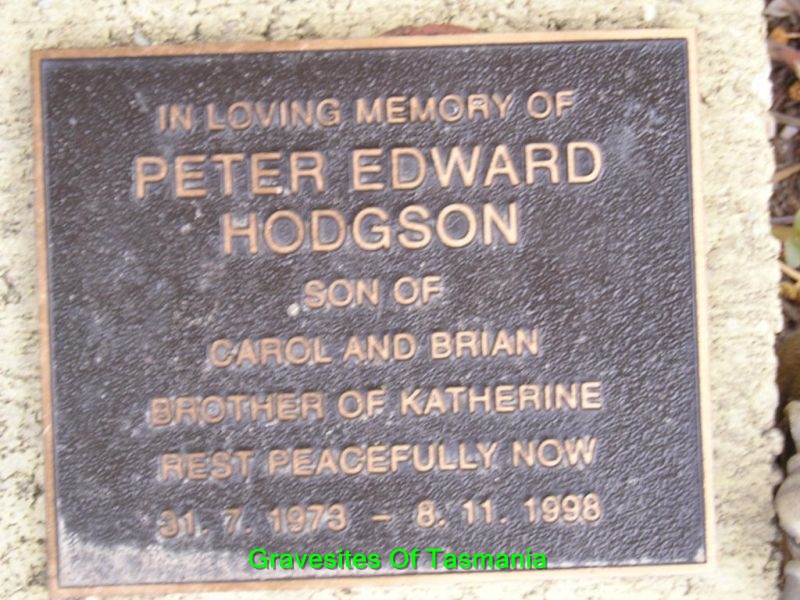 IN LOVING MEMORY OF
PETER EDWARD
HODGSON
SON OF
CAROL AND BRIAN
BROTHER OF KATHERINE
REST PEACEFULLY NOW
31. 7. 1973 – 8. 11. 1998
Gravesites Of Tasmania